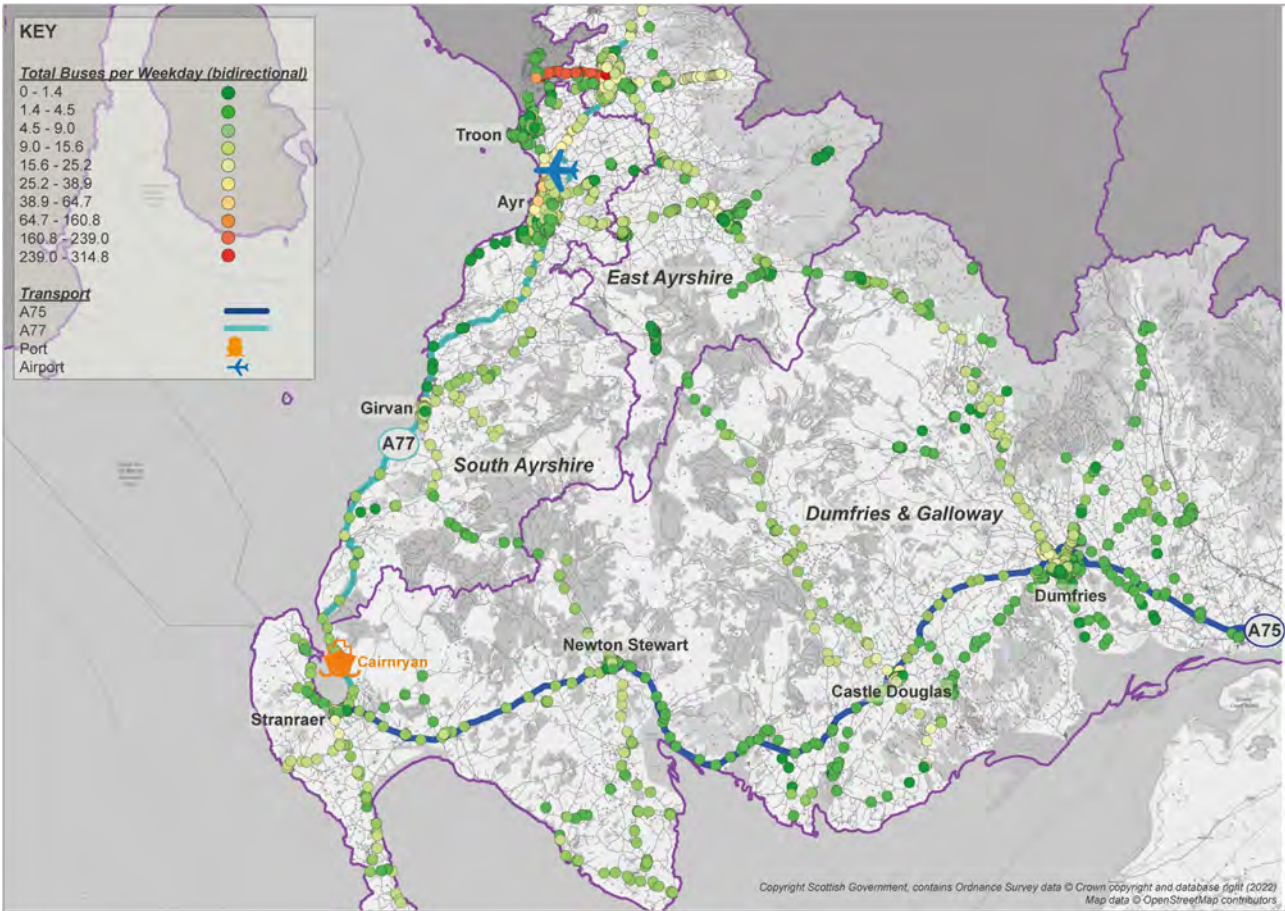 KEY
Total Buses per Weekday (bidirectional)
0 - 1.4
1.4 - 4.5
4.5 - 9.0
9.0 - 15.6
15.6 - 25.2
25.2 - 38.9
38.9 - 64.7
64.7 - 160.8
160.8 - 239.0
239.0 - 314.8
Transport
A75
A77
Port
Airport
Troon
Ayr
East Ayrshire
Girvan
A77
South Ayrshire
Dumfries & Galloway
Dumfries
A75
Newton Stewart
Cairnryan
Castle Douglas
Stranraer
Copyright Scottish Government, contains Ordnance Survey data © Crown copyright and database right (2022)
Map data © OpenStreetMap contributors